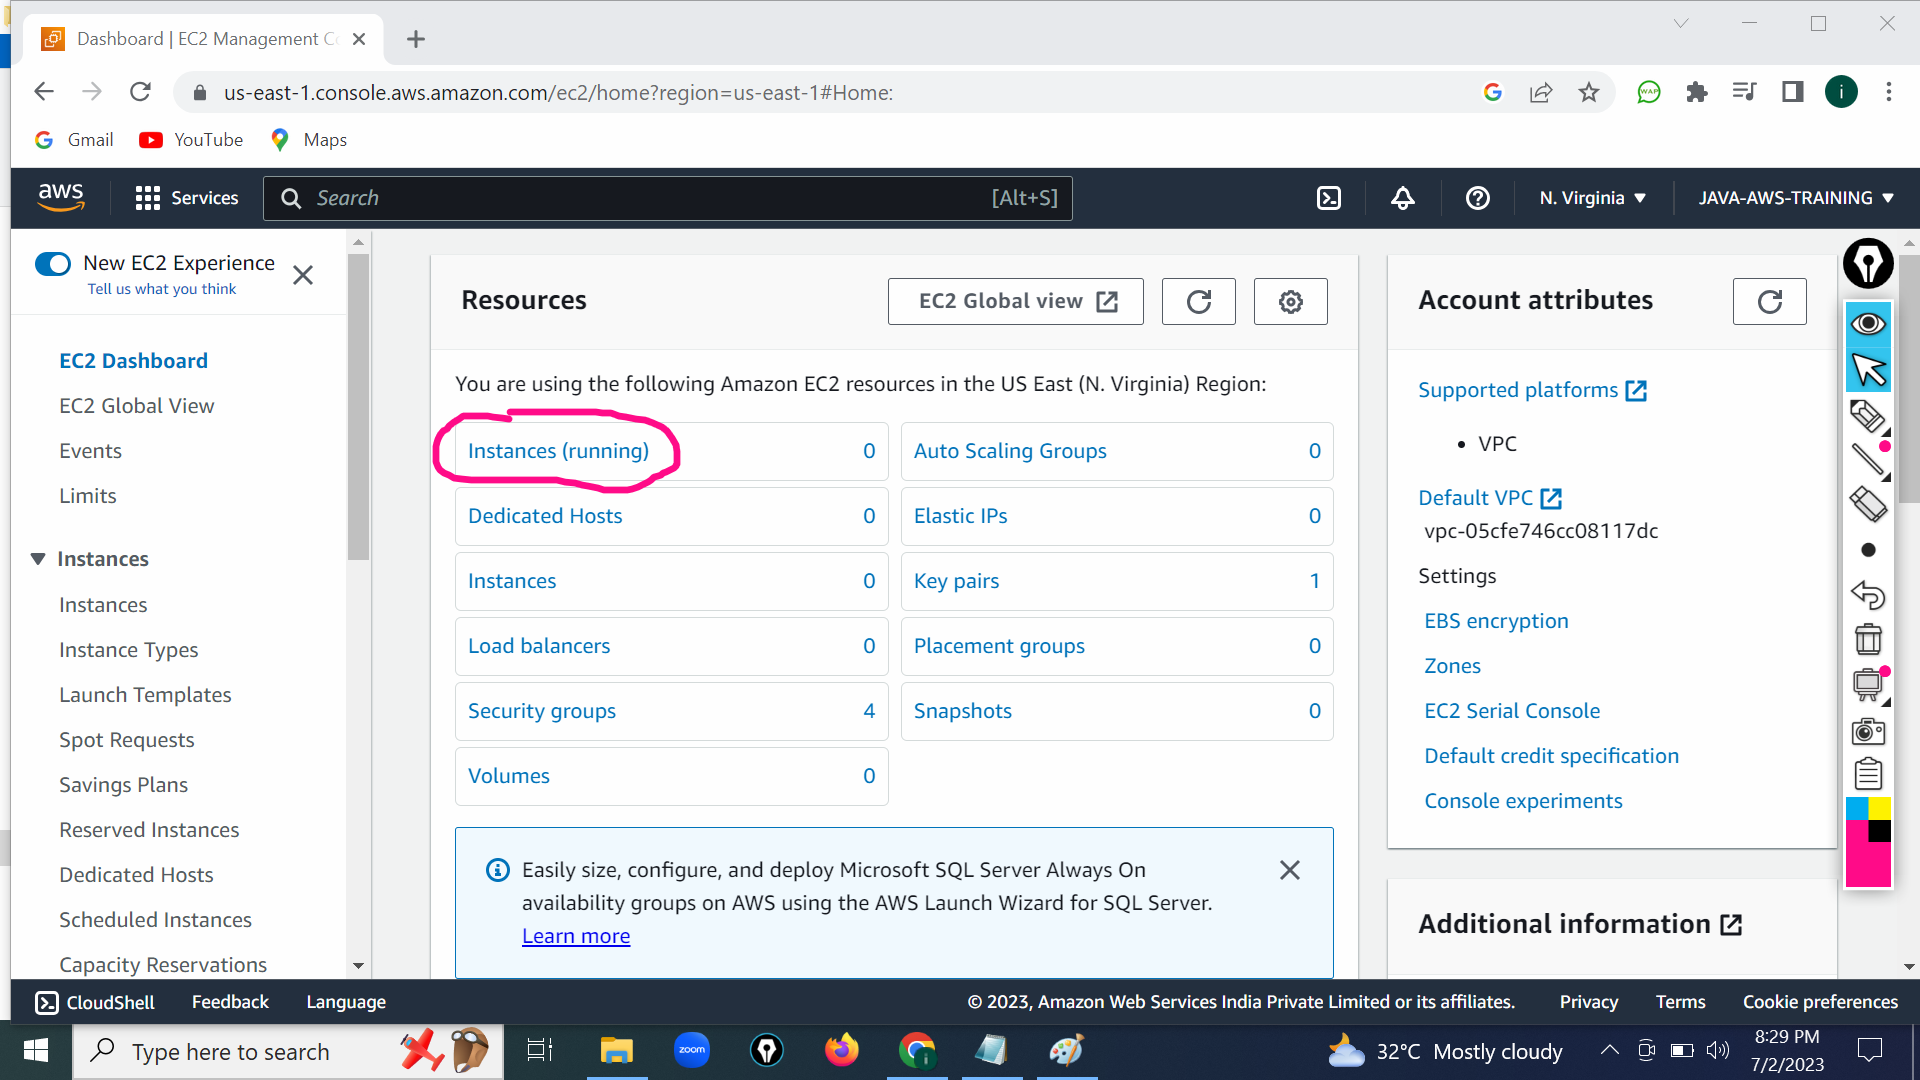 Dashboard | EC2 Management Co
us-east-1.console.aws.amazon.com/ec2/home?region=us-east-1#Home:
i
Gmail
YouTube
Maps
aws
Services
Search
[Alt+S]
N. Virginia
JAVA-AWS-TRAINING
New EC2 Experience
Tell us what you think
EC2 Dashboard
EC2 Global View
Events
Limits
Instances
Instances
Instance Types
Launch Templates
Spot Requests
Savings Plans
Reserved Instances
Dedicated Hosts
Scheduled Instances
Capacity Reservations
Resources
EC2 Global view
You are using the following Amazon EC2 resources in the US East (N. Virginia) Region:
Instances (running) 0
Auto Scaling Groups 0
Dedicated Hosts 0
Elastic IPs 0
Instances 0
Key pairs 1
Load balancers 0
Placement groups 0
Security groups 4
Snapshots 0
Volumes 0
Easily size, configure, and deploy Microsoft SQL Server Always On
availability groups on AWS using the AWS Launch Wizard for SQL Server.
Learn more
Account attributes
Supported platforms
• VPC
Default VPC
vpc-05cfe746cc08117dc
Settings
EBS encryption
Zones
EC2 Serial Console
Default credit specification
Console experiments
Additional information
CloudShell
Feedback
Language
© 2023, Amazon Web Services India Private Limited or its affiliates.
Privacy
Terms
Cookie preferences
Type here to search
zoom
32°C Mostly cloudy
8:29 PM
7/2/2023